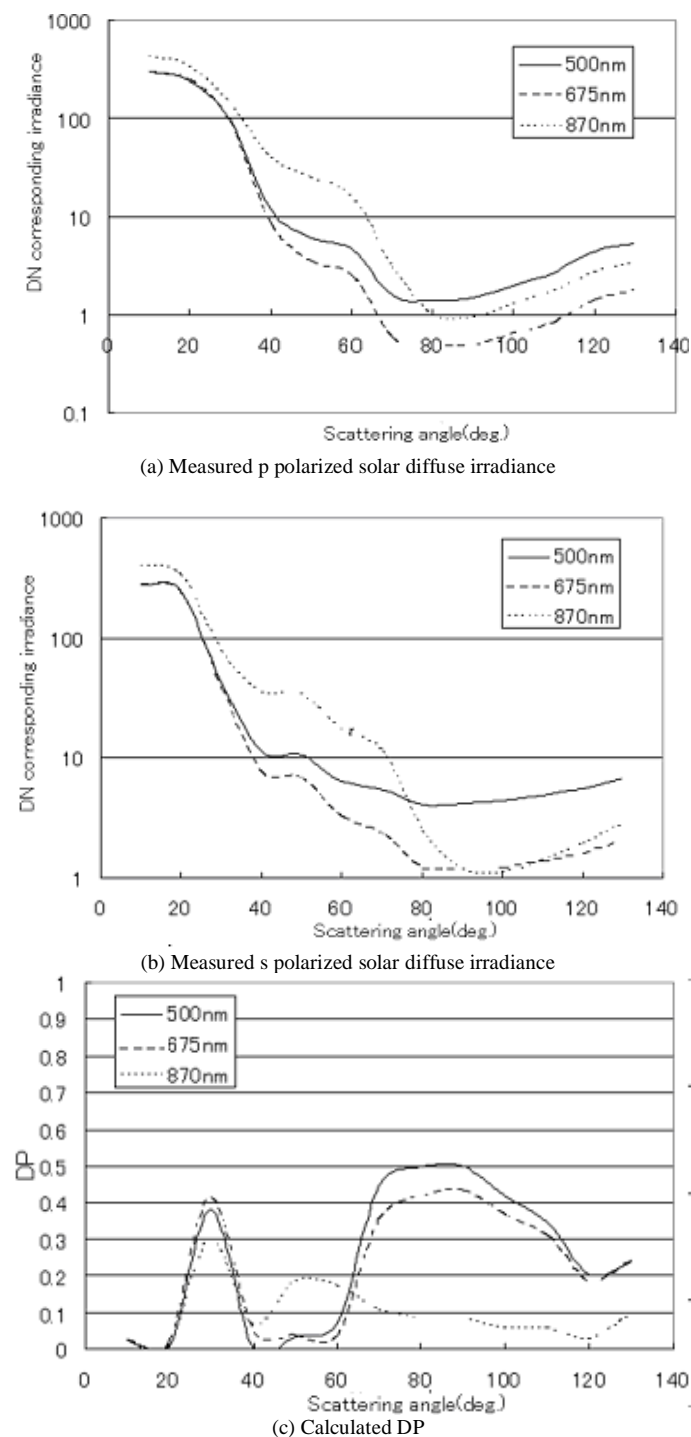 1000
100
10
1
0.1
DN corresponding irradiance
500nm
675nm
870nm
0 20 40 60 80 100 120 140
Scattering angle(deg.)
(a) Measured p polarized solar diffuse irradiance
1000
100
10
1
DN corresponding irradiance
500nm
675nm
870nm
0 20 40 60 80 100 120 140
Scattering angle(deg.)
(b) Measured s polarized solar diffuse irradiance
1
0.9
0.8
0.7
0.6
0.5
0.4
0.3
0.2
0.1
0
DP
500nm
675nm
870nm
0 20 40 60 80 100 120 140
Scattering angle(deg.)
(c) Calculated DP